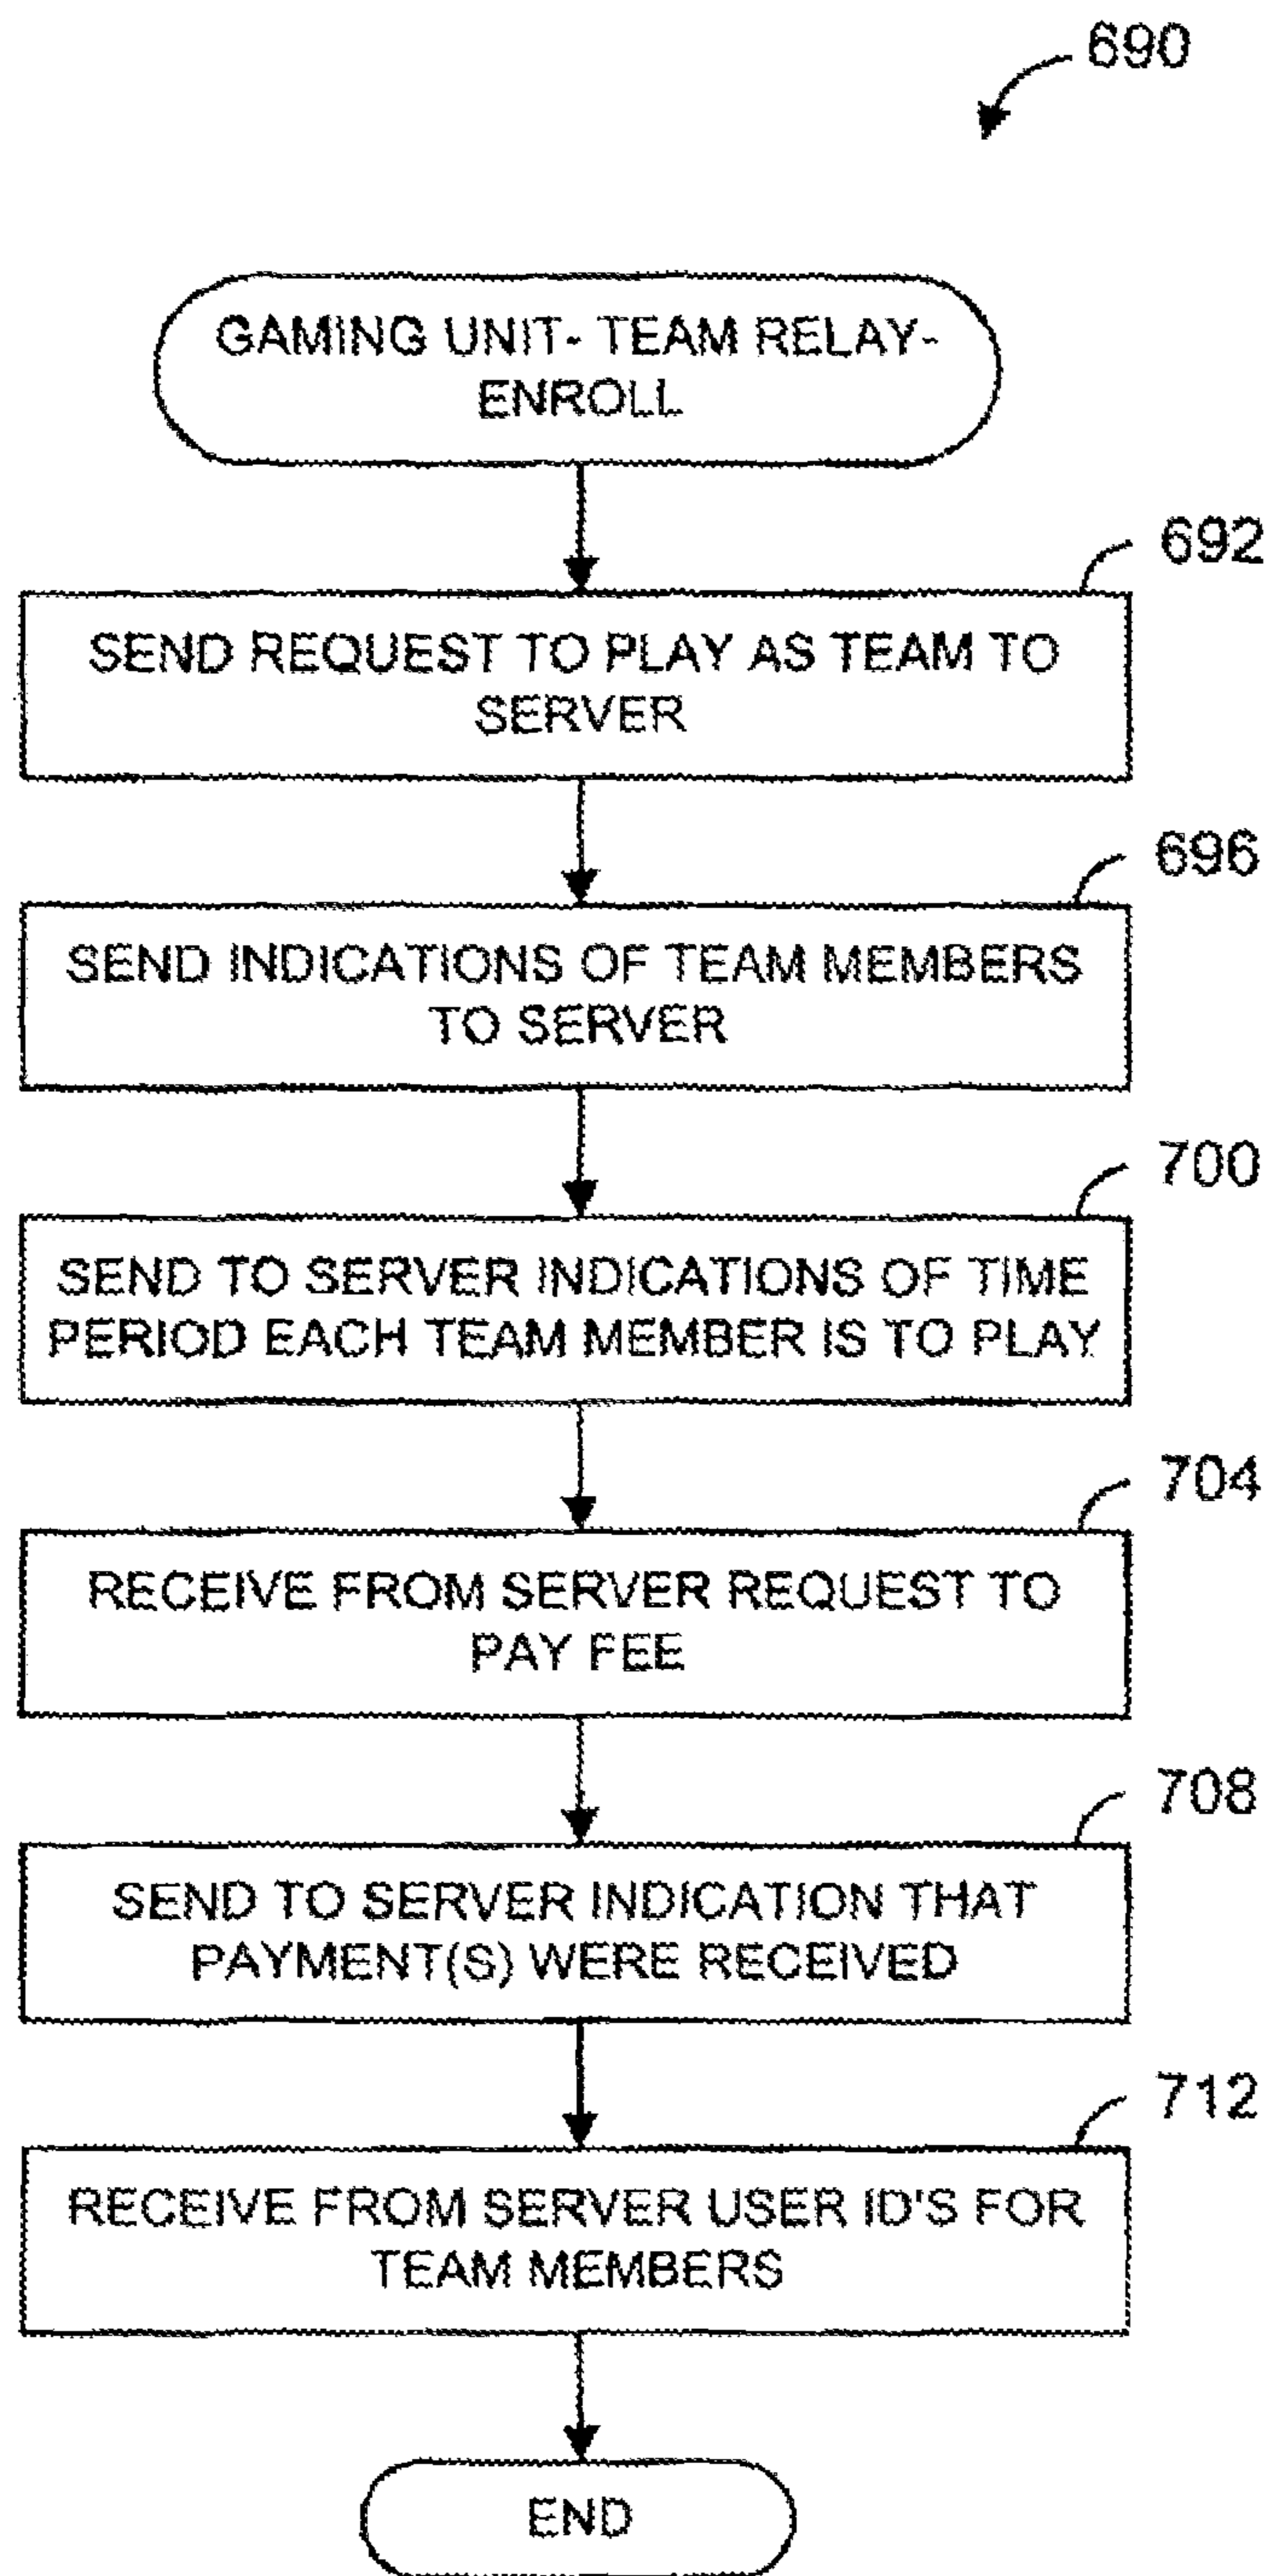 690
GAMING UNIT- TEAM RELAY-
ENROLL
692
SEND REQUEST TO PLAY AS TEAM TO
SERVER
696
SEND INDICATIONS OF TEAM MEMBERS
TO SERVER
700
SEND TO SERVER INDICATIONS OF TIME
PERIOD EACH TEAM MEMBER IS TO PLAY
704
RECEIVE FROM SERVER REQUEST TO
PAY FEE
708
SEND TO SERVER INDICATION THAT
PAYMENT(S) WERE RECEIVED
712
RECEIVE FROM SERVER USER ID'S FOR
TEAM MEMBERS
END